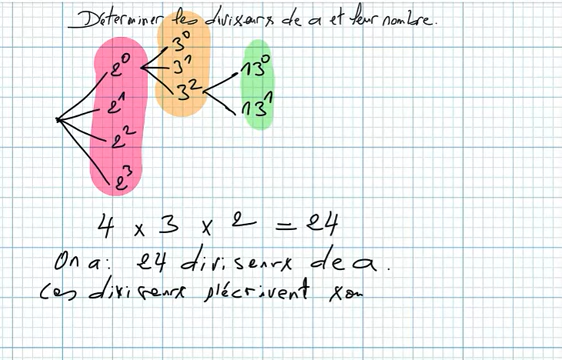 Déterminer les diviseurs de a et leur nombre.
3⁰
2⁰ 3¹ 13⁰
3²
2¹ 13¹
2²
2³
4 x 3 x 2 = 24
On a: 24 diviseurs de a.
Ces diviseurs s'écrivent